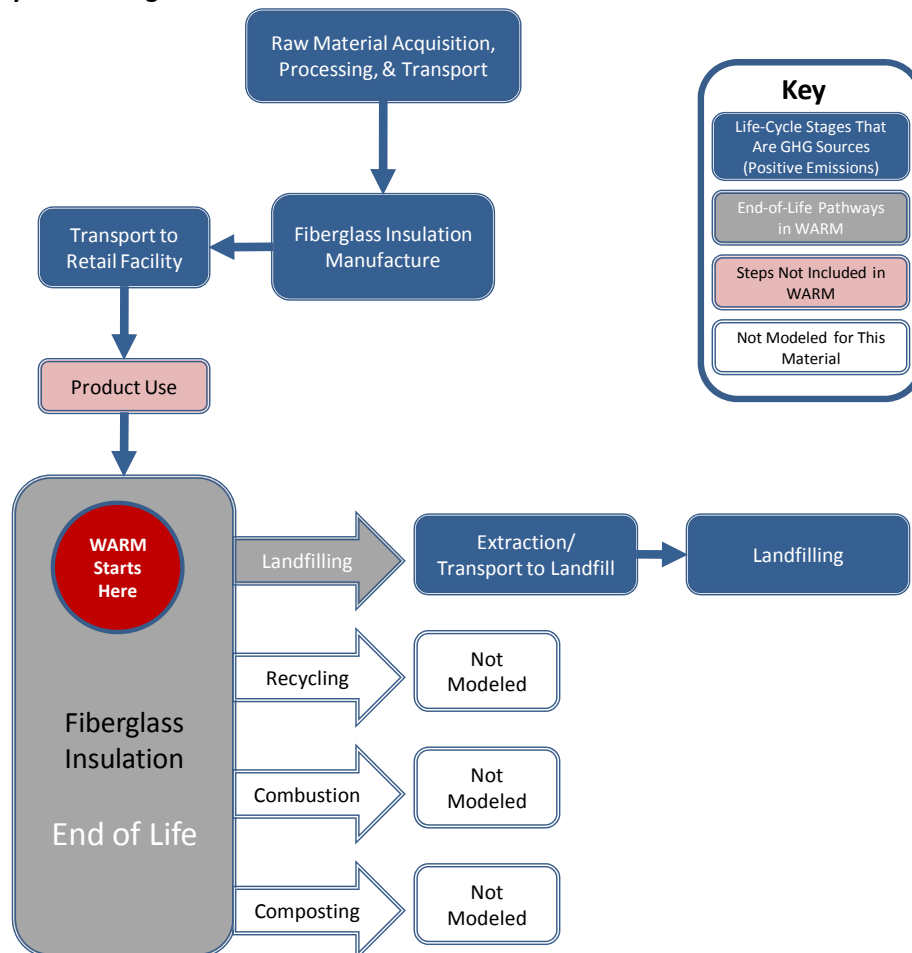 Raw Material Acquisition,
Processing, & Transport
Key
Life-Cycle Stages That
Are GHG Sources
(Positive Emissions)
End-of-Life Pathways
in WARM
Steps Not Included in
WARM
Not Modeled for This
Material
Transport to
Retail Facility
Fiberglass Insulation
Manufacture
Product Use
WARM
Starts
Here
Fiberglass
Insulation
End of Life
Landfilling
Extraction/
Transport to Landfill
Landfilling
Recycling
Not
Modeled
Combustion
Not
Modeled
Composting
Not
Modeled